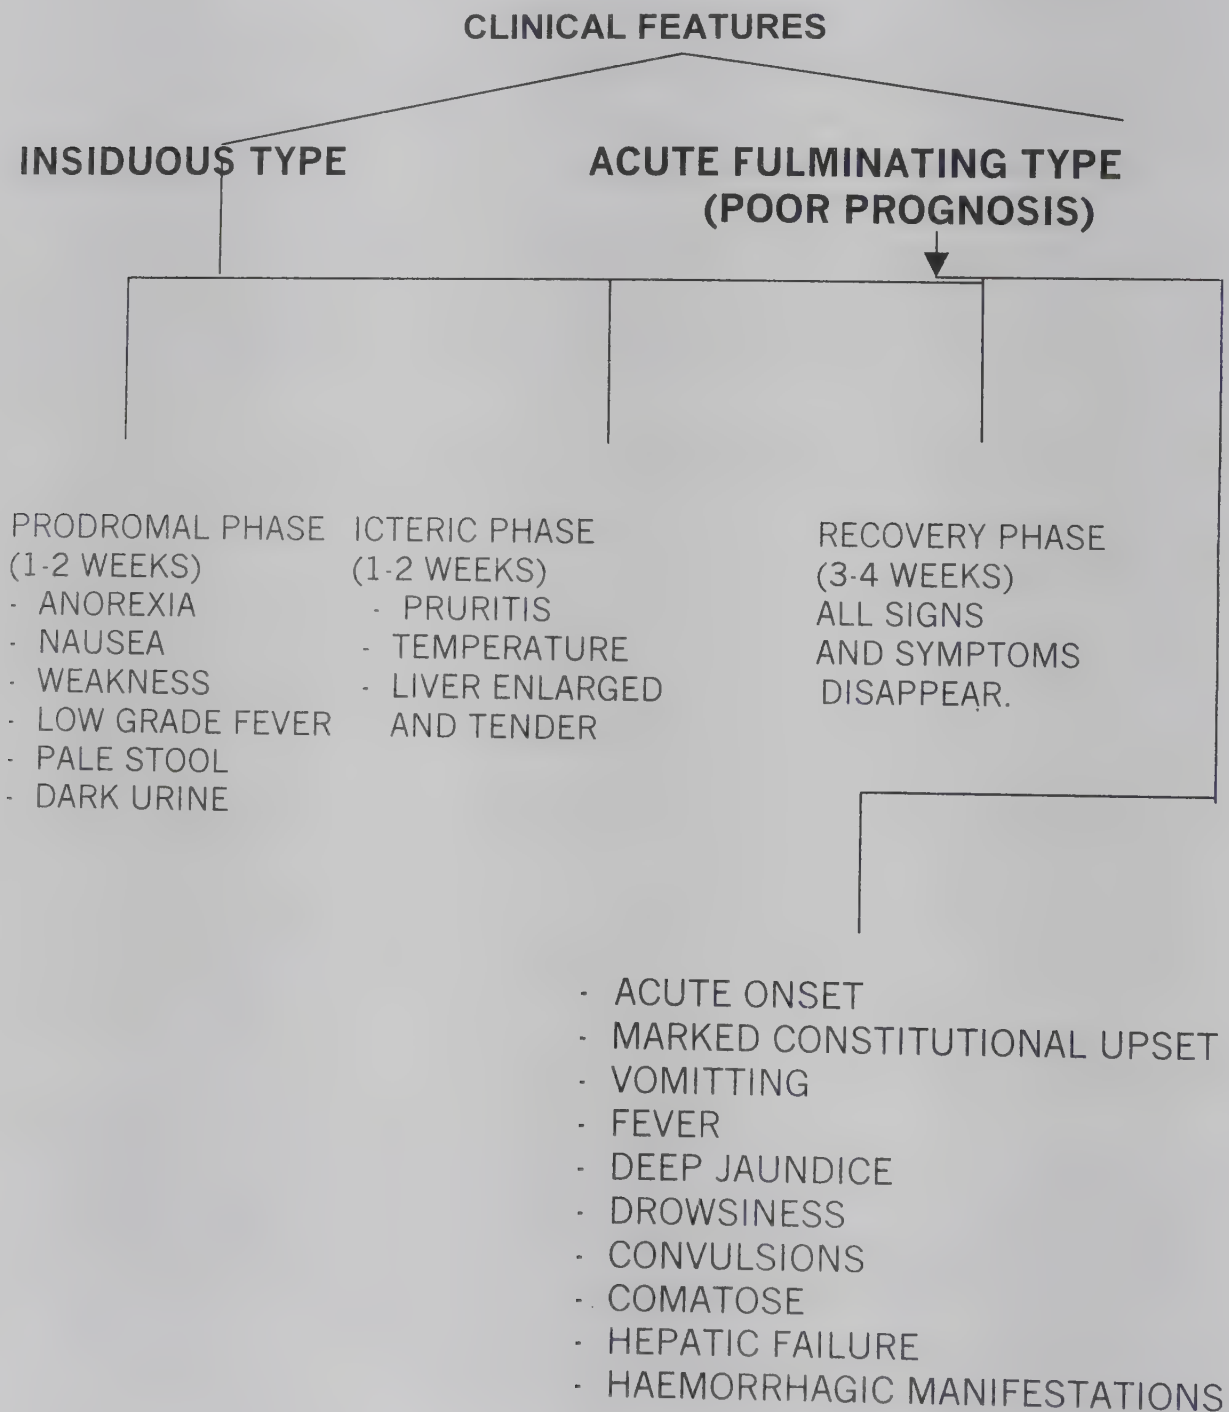 CLINICAL FEATURES
INSIDUOUS TYPE
ACUTE FULMINATING TYPE
(POOR PROGNOSIS)
PRODROMAL PHASE
(1-2 WEEKS)
- ANOREXIA
- NAUSEA
- WEAKNESS
- LOW GRADE FEVER
- PALE STOOL
- DARK URINE
ICTERIC PHASE
(1-2 WEEKS)
- PRURITIS
- TEMPERATURE
- LIVER ENLARGED
AND TENDER
RECOVERY PHASE
(3-4 WEEKS)
ALL SIGNS
AND SYMPTOMS
DISAPPEAR.
- ACUTE ONSET
- MARKED CONSTITUTIONAL UPSET
- VOMITTING
- FEVER
- DEEP JAUNDICE
- DROWSINESS
- CONVULSIONS
- COMATOSE
- HEPATIC FAILURE
- HAEMORRHAGIC MANIFESTATIONS